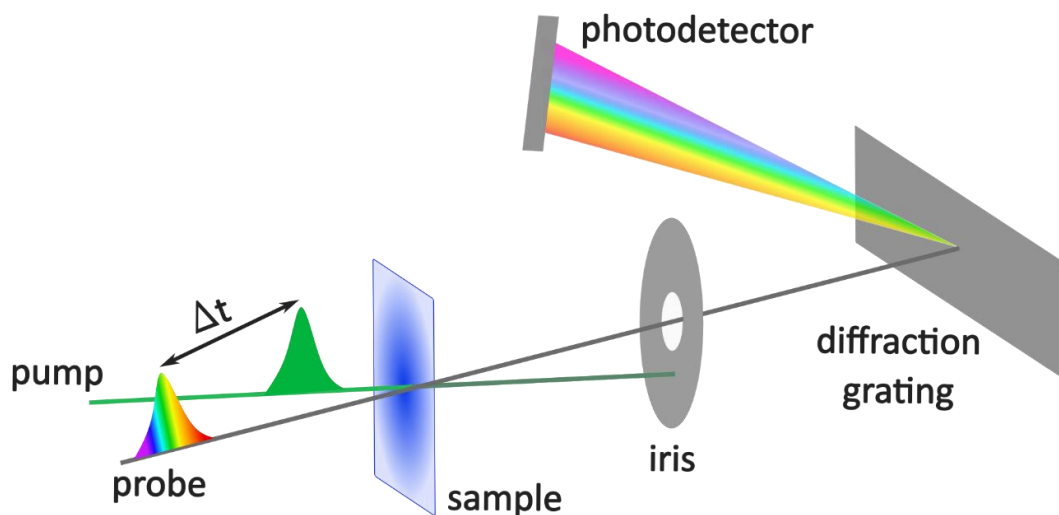 photodetector
Δt
pump
probe
sample
iris
diffraction
grating